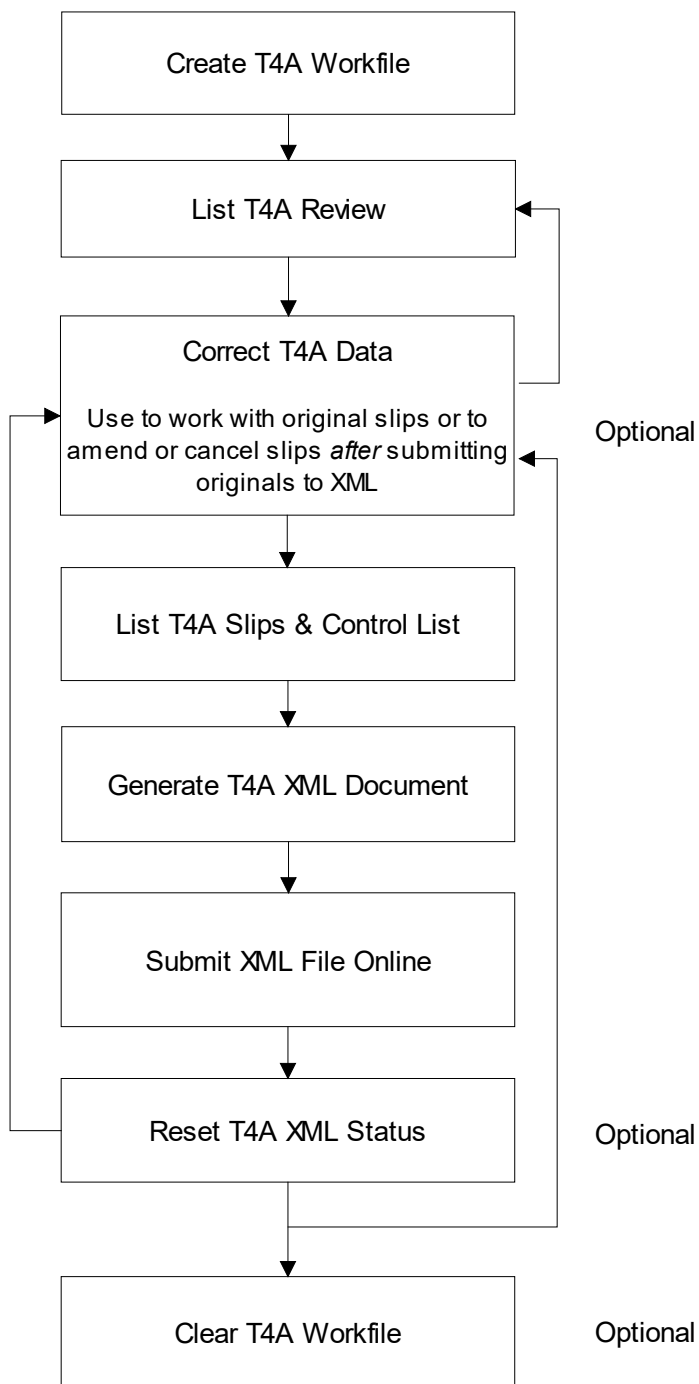 Create T4A Workfile
List T4A Review
Correct T4A Data
Use to work with original slips or to
amend or cancel slips after submitting
originals to XML
Optional
List T4A Slips & Control List
Generate T4A XML Document
Submit XML File Online
Reset T4A XML Status
Optional
Clear T4A Workfile
Optional